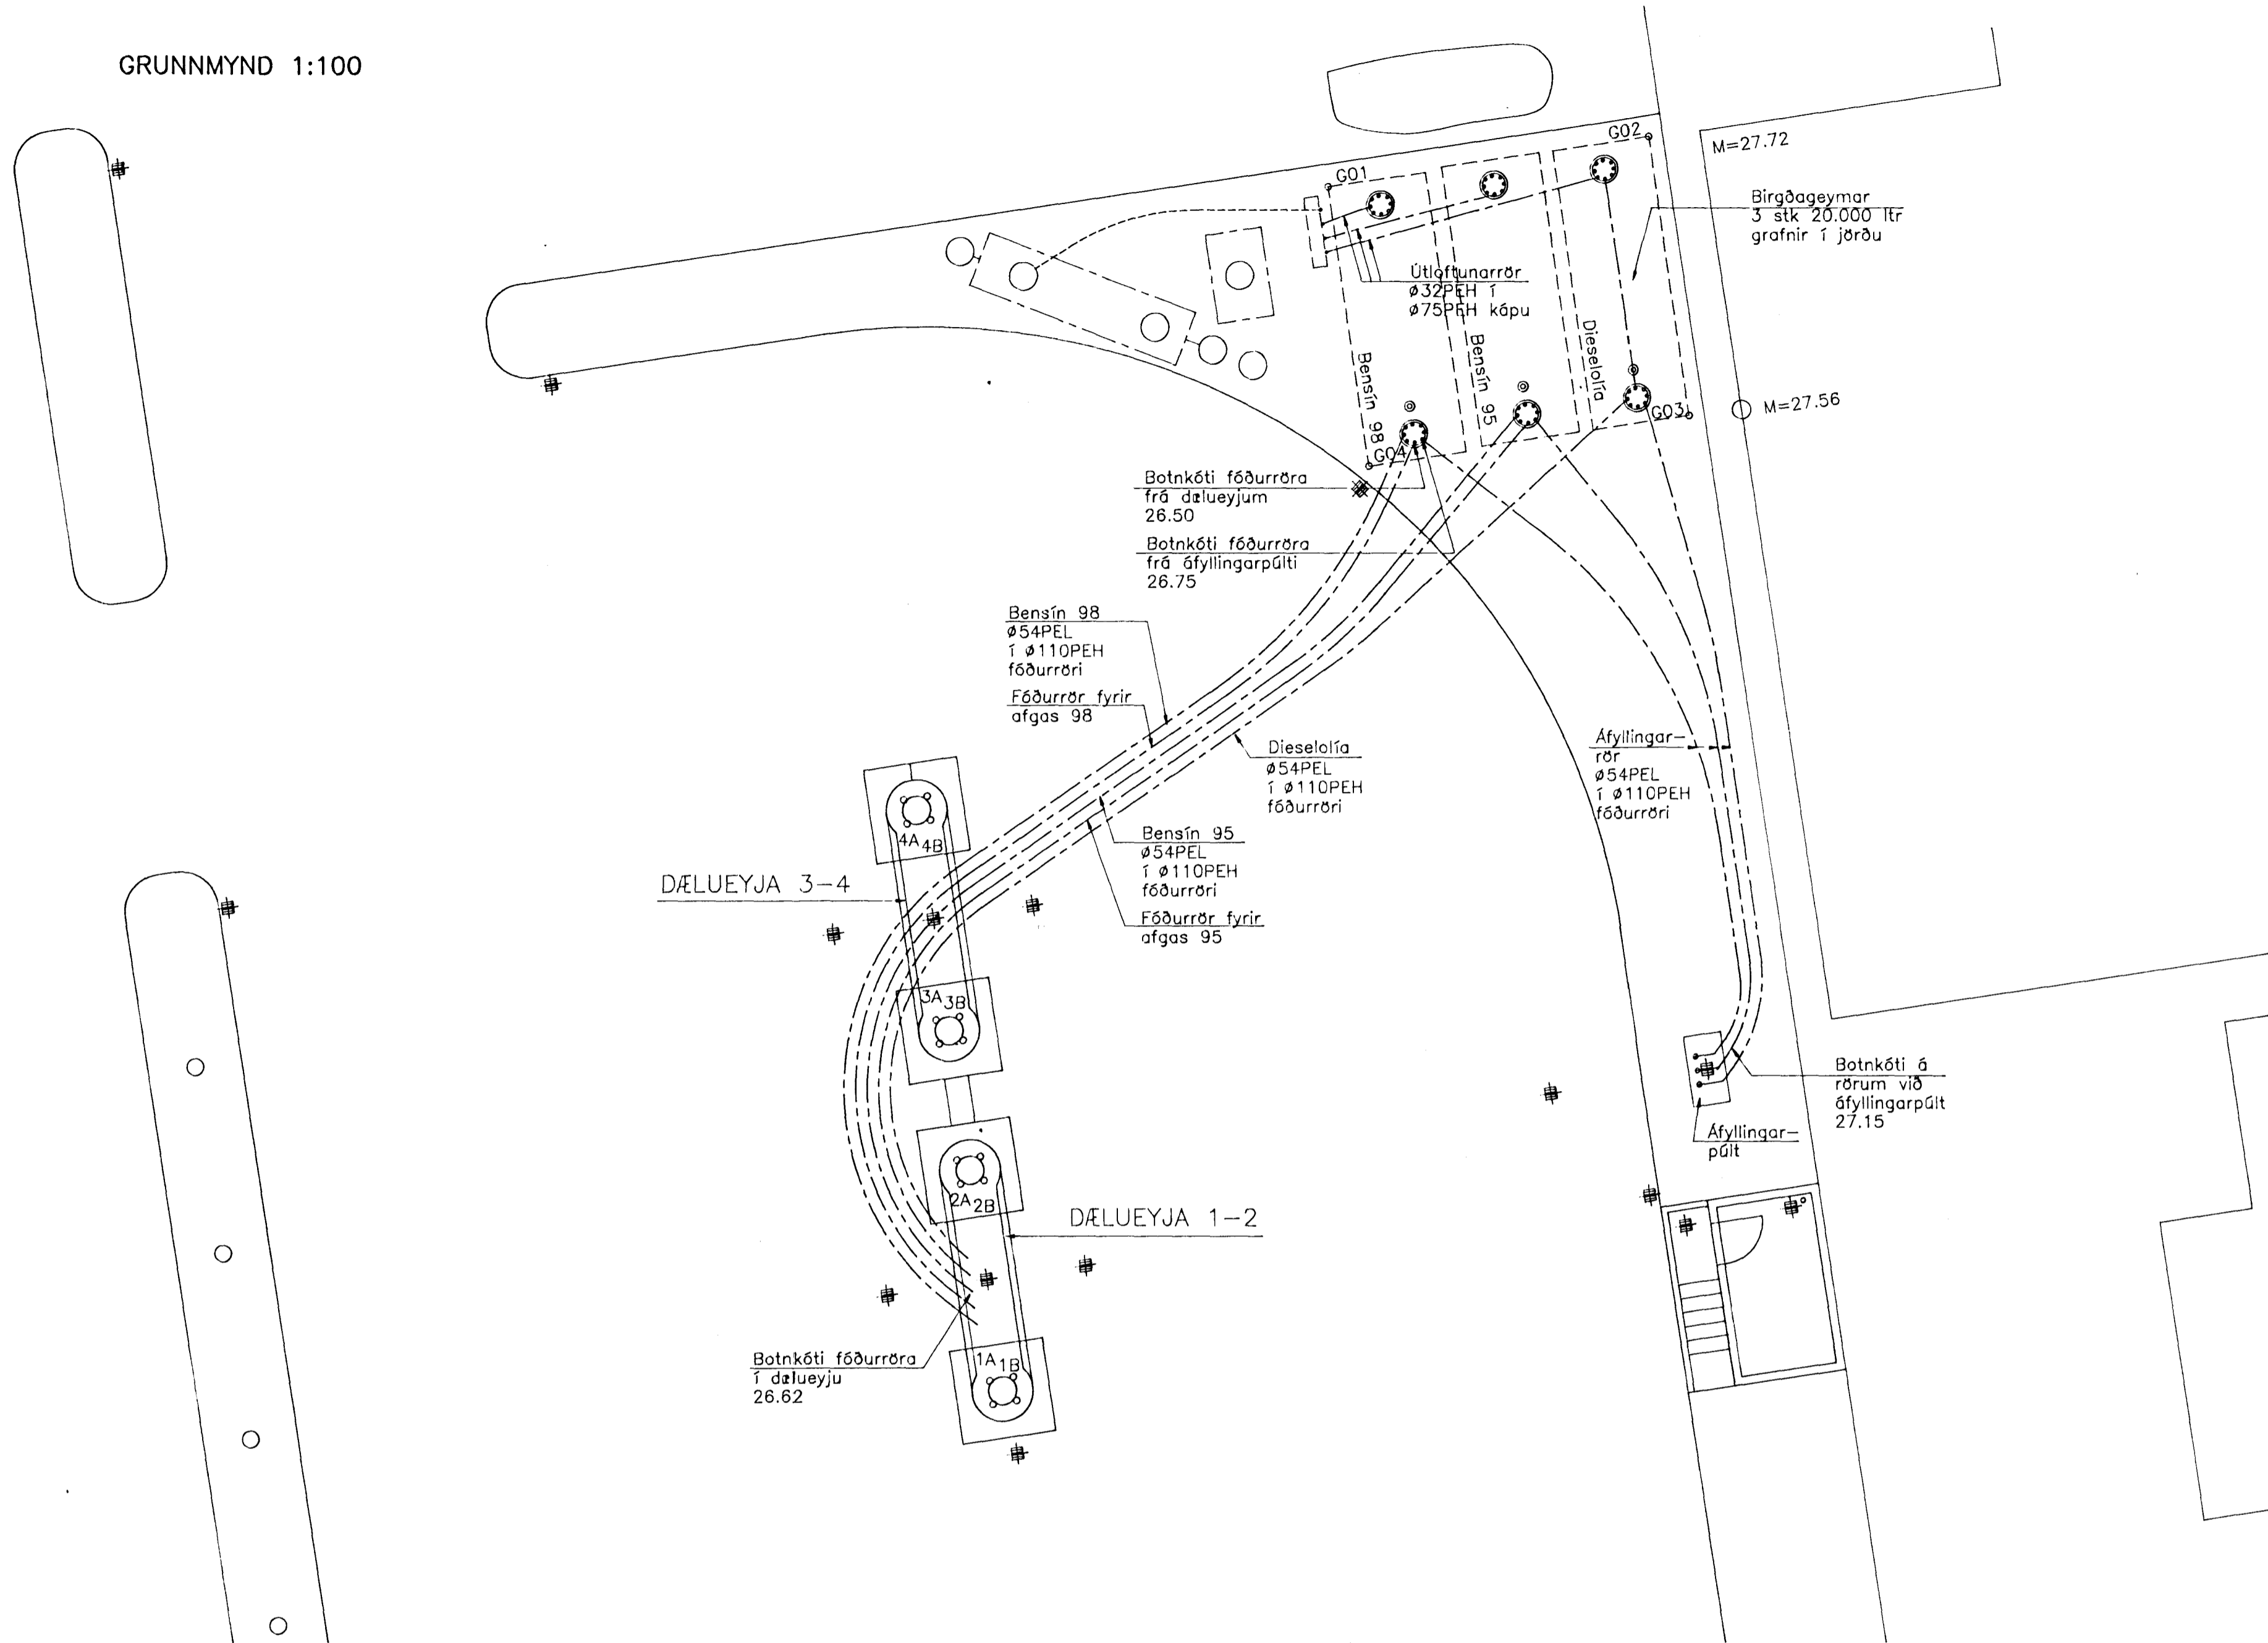 GRUNNMYND 1:100
G02
M=27.72
G01
Birgðageymar
3 stk 20.000 ltr
grafnir í jörðu
Útloftunarrör
ø32PEH í
ø75PEH kápu
Bensín 98
Bensín 95
Dieselolía
G03
M=27.56
G04
Botnkóti fóðurröra
frá dælueyjum
26.50
Botnkóti fóðurröra
frá áfyllingarpúlti
26.75
Bensín 98
ø54PEL
í ø110PEH
fóðurröri
Fóðurrör fyrir
afgas 98
Dieselolía
ø54PEL
í ø110PEH
fóðurröri
Áfyllingar-
rör
ø54PEL
í ø110PEH
fóðurröri
Bensín 95
ø54PEL
í ø110PEH
fóðurröri
Fóðurrör fyrir
afgas 95
4A 4B
DÆLUEYJA 3-4
3A 3B
Botnkóti á
rörum við
áfyllingarpúlt
27.15
Áfyllingar-
púlt
2A 2B
DÆLUEYJA 1-2
Botnkóti fóðurröra
í dælueyju
26.62
1A 1B